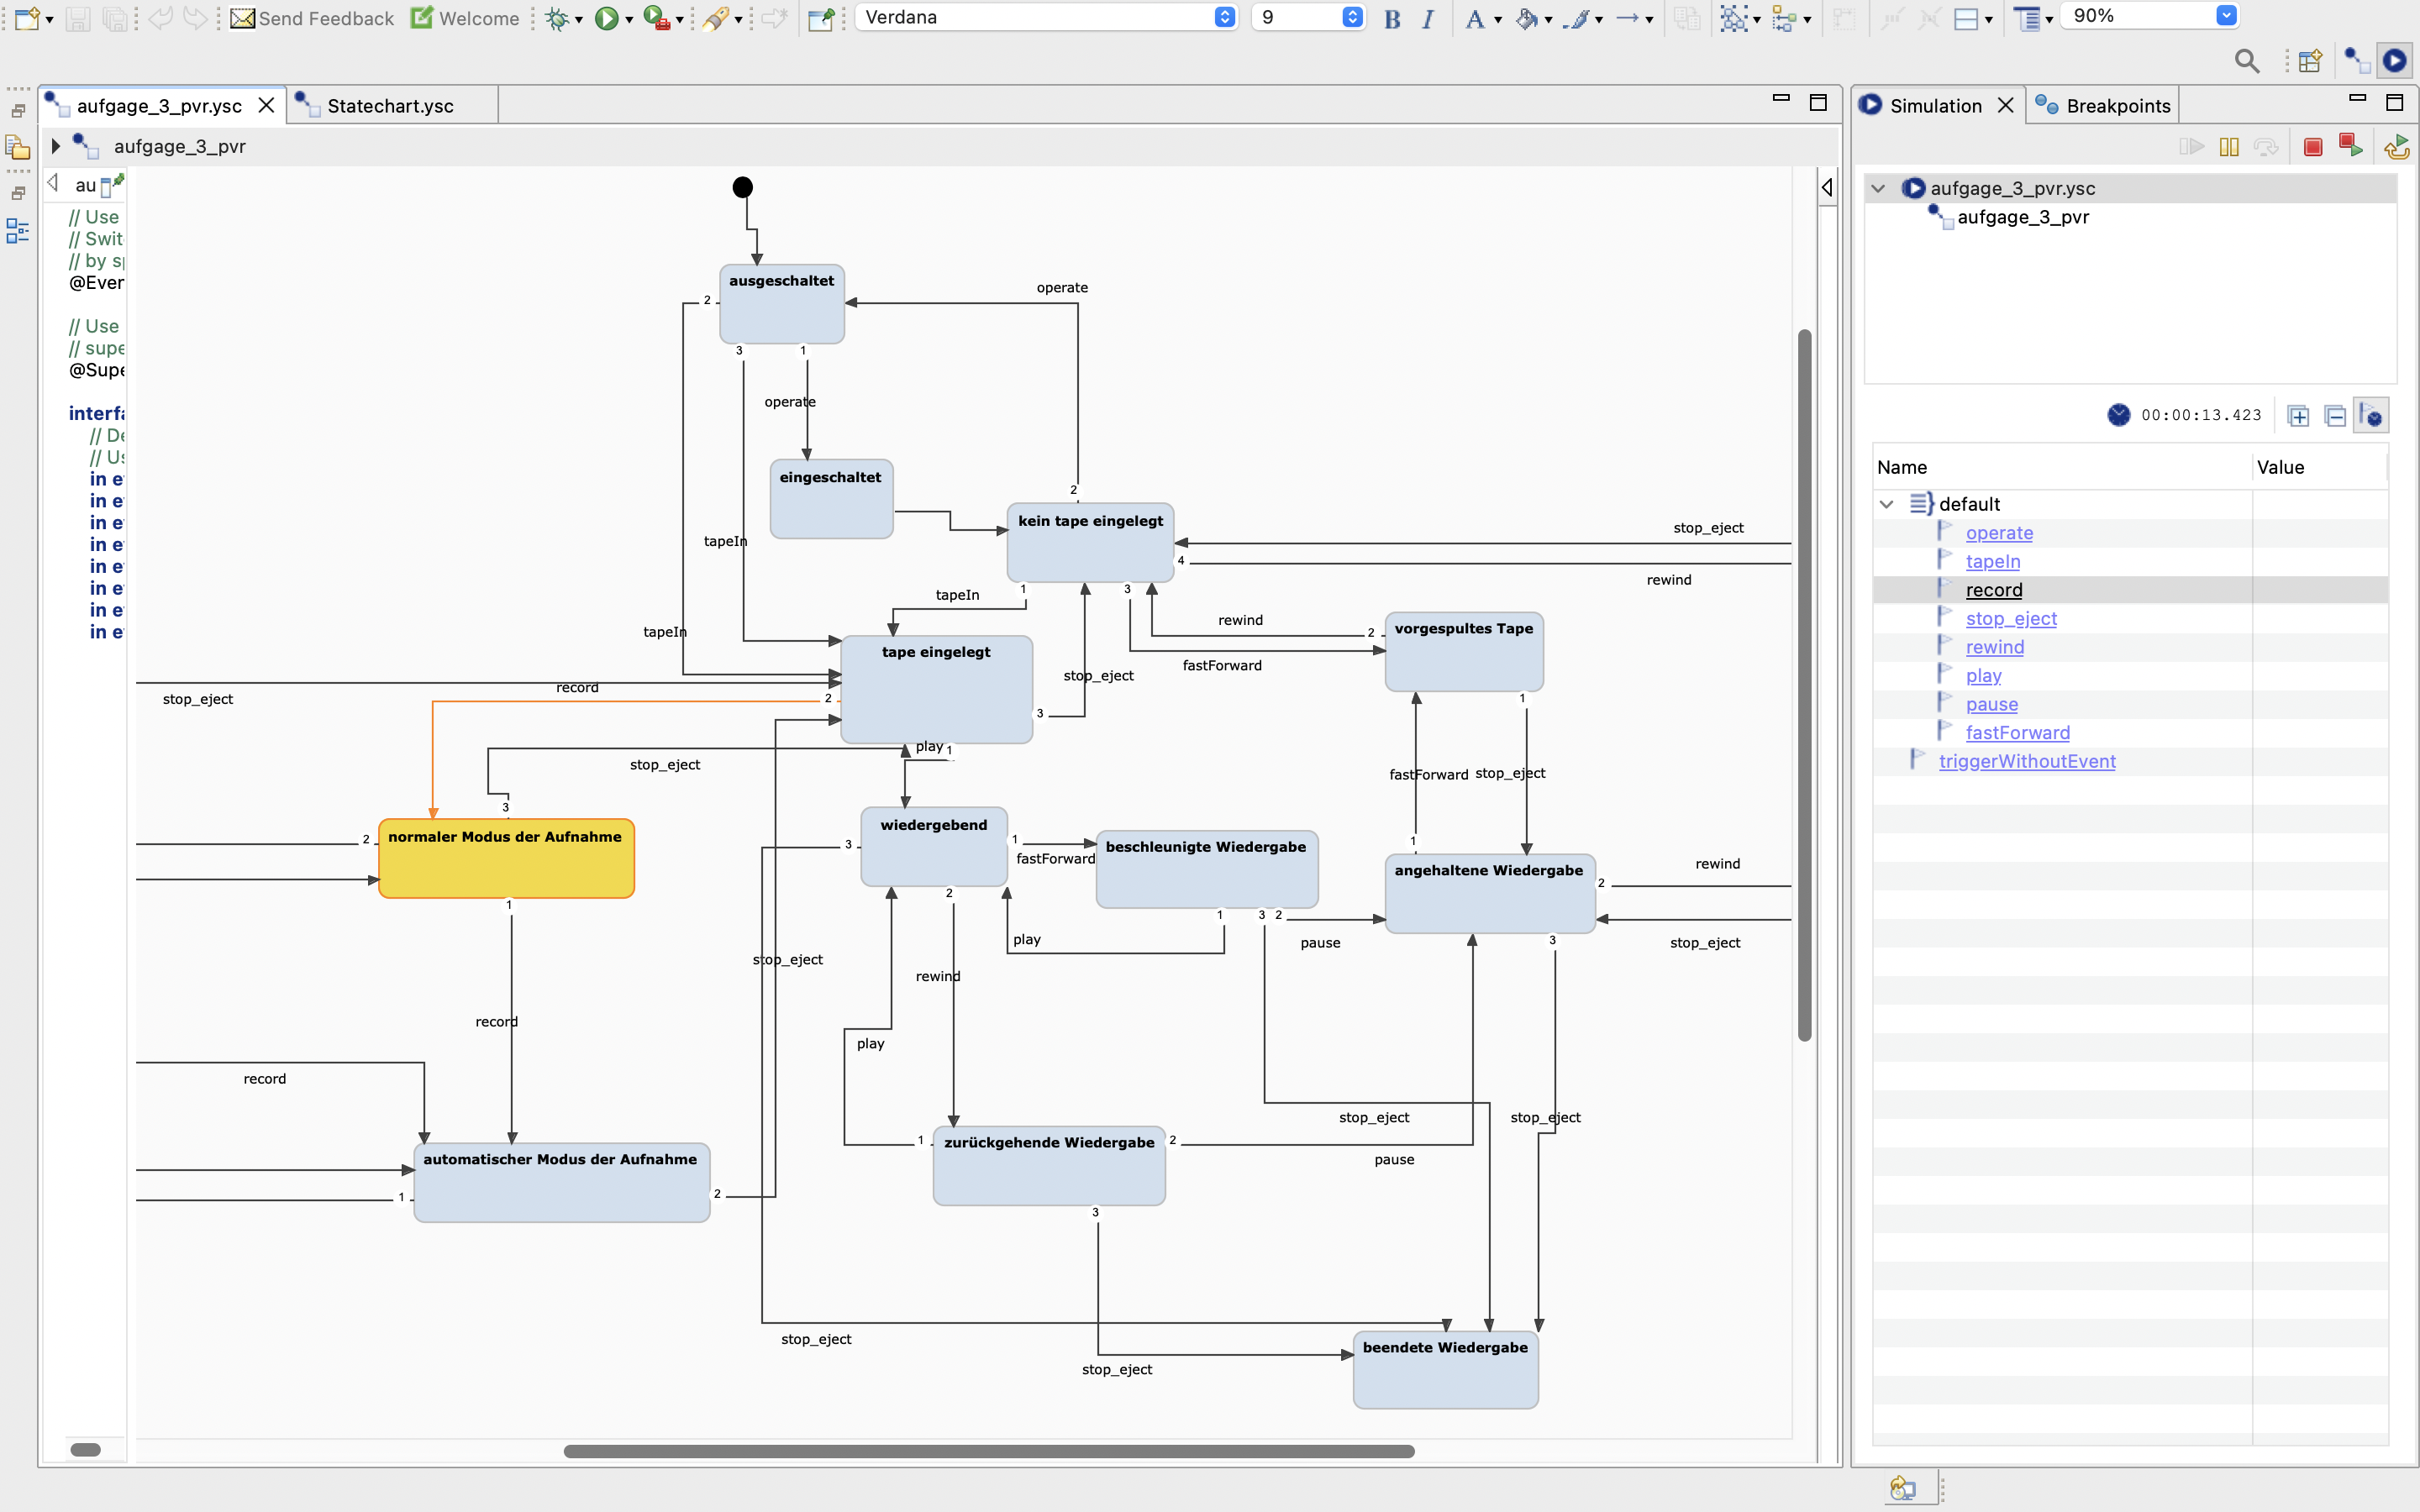 Send Feedback Welcome Verdana 9 B I A 90%
aufgage_3_pvr.ysc Statechart.ysc
aufgage_3_pvr
au
// Use
// Swit
// by s
@Ever
// Use
// supe
@Supe
interfa
// De
// Us
in e
in e
in e
in e
in e
in e
in e
in e
ausgeschaltet
operate
2
3 1
operate
eingeschaltet
2
kein tape eingelegt
stop_eject
tapeIn
4
rewind
1 3
tapeIn
rewind 2
vorgespultes Tape
tapeIn
fastForward
tape eingelegt
stop_eject
record
stop_eject
2
3
1
play 1
stop_eject
fastForward stop_eject
3
normaler Modus der Aufnahme
2
wiedergebend
3
1
fastForward
beschleunigte Wiedergabe
1
angehaltene Wiedergabe
rewind
2
1
2
1 3 2
pause
3
stop_eject
play
stop_eject
rewind
record
play
record
stop_eject
stop_eject
automatischer Modus der Aufnahme
1
zurückgehende Wiedergabe
2
pause
2
1
3
stop_eject
beendete Wiedergabe
stop_eject
Simulation Breakpoints
aufgage_3_pvr.ysc
aufgage_3_pvr
00:00:13.423
Name Value
default
operate
tapeIn
record
stop_eject
rewind
play
pause
fastForward
triggerWithoutEvent